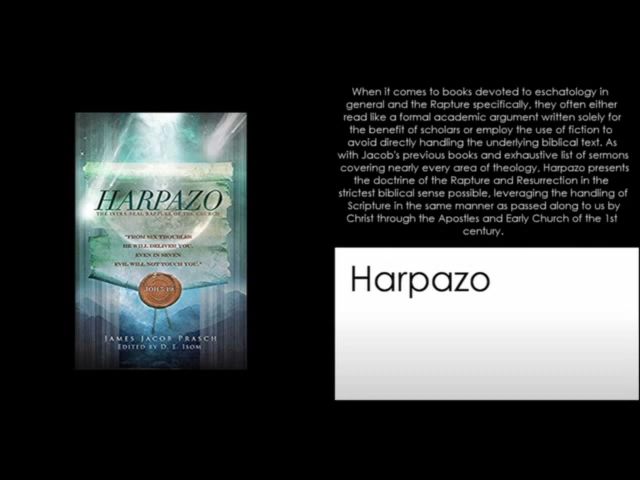 HARPAZO
THE INTRA-SEAL RAPTURE OF THE CHURCH
"FROM SIX TROUBLES
HE WILL DELIVER YOU,
EVEN IN SEVEN
EVIL WILL NOT TOUCH YOU."
JOB 5:19
JAMES JACOB PRASCH
EDITED BY D. E. ISOM
When it comes to books devoted to eschatology in
general and the Rapture specifically, they often either
read like a formal academic argument written solely for
the benefit of scholars or employ the use of fiction to
avoid directly handling the underlying biblical text. As
with Jacob's previous books and exhaustive list of sermons
covering nearly every area of theology, Harpazo presents
the doctrine of the Rapture and Resurrection in the
strictest biblical sense possible, leveraging the handling of
Scripture in the same manner as passed along to us by
Christ through the Apostles and Early Church of the 1st
century.
Harpazo